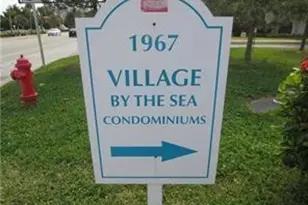 1967
VILLAGE
BY THE SEA
CONDOMINIUMS